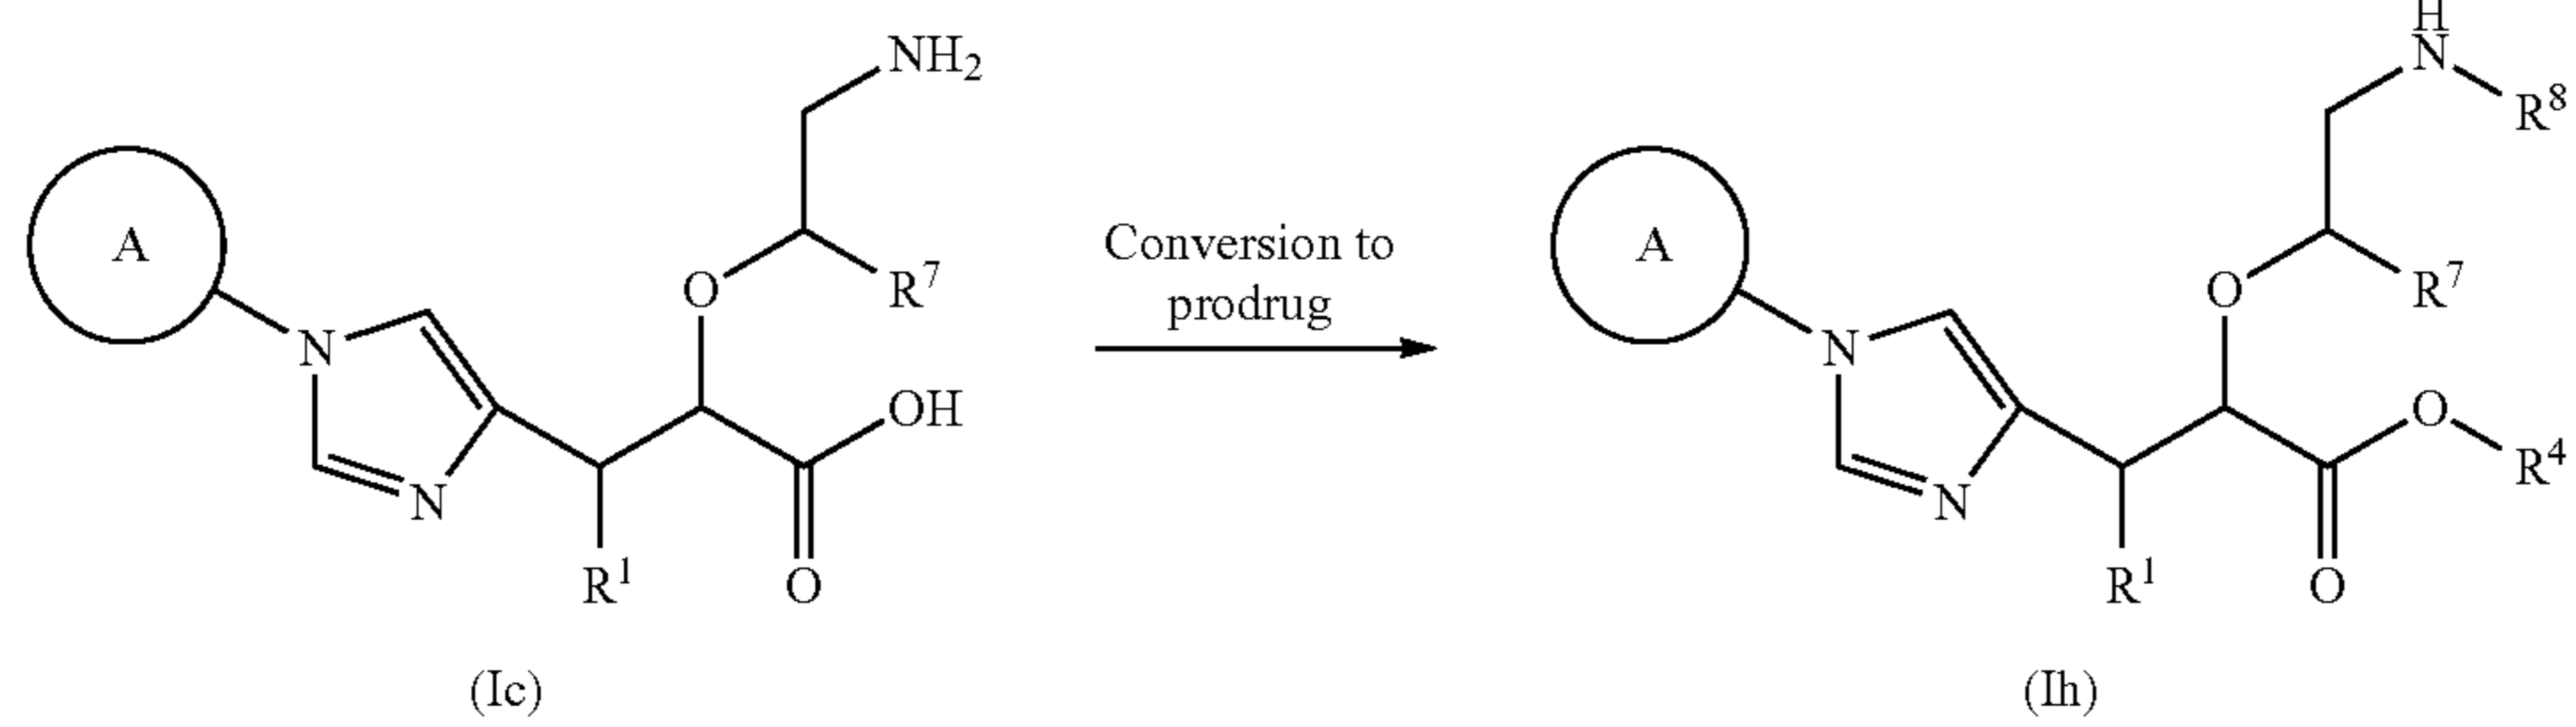 NH₂
A
O
R⁷
N
N
OH
O
R¹
(Ic)
Conversion to
prodrug
H
N
R⁸
A
O
R⁷
N
N
O
R⁴
O
R¹
(Ih)